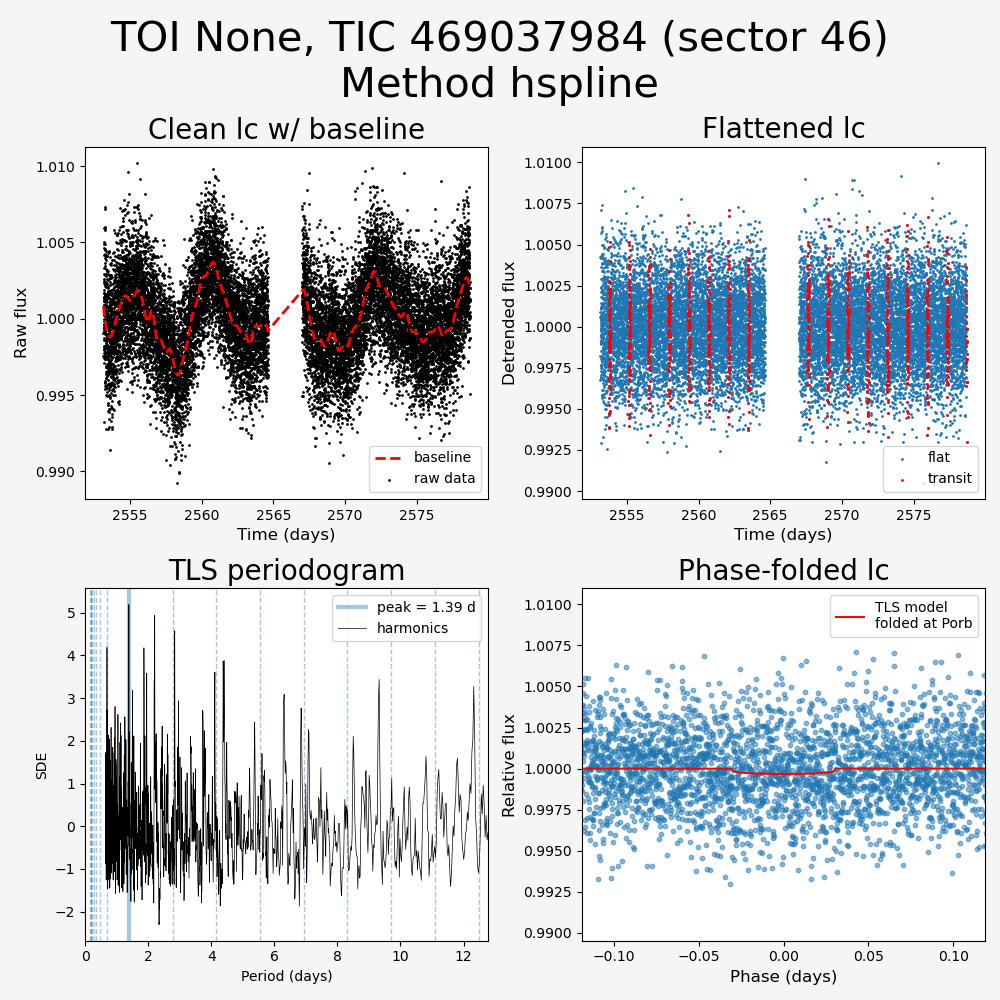 TOI None, TIC 469037984 (sector 46)
Method hspline
Clean lc w/ baseline
Raw flux
1.010
1.005
1.000
0.995
0.990
2555
2560
2565
2570
2575
Time (days)
baseline
raw data
Flattened lc
Detrended flux
1.0100
1.0075
1.0050
1.0025
1.0000
0.9975
0.9950
0.9925
0.9900
2555
2560
2565
2570
2575
Time (days)
flat
transit
TLS periodogram
SDE
5
4
3
2
1
0
−1
−2
0
2
4
6
8
10
12
Period (days)
peak = 1.39 d
harmonics
Phase-folded lc
Relative flux
1.0100
1.0075
1.0050
1.0025
1.0000
0.9975
0.9950
0.9925
0.9900
−0.10
−0.05
0.00
0.05
0.10
Phase (days)
TLS model
folded at Porb